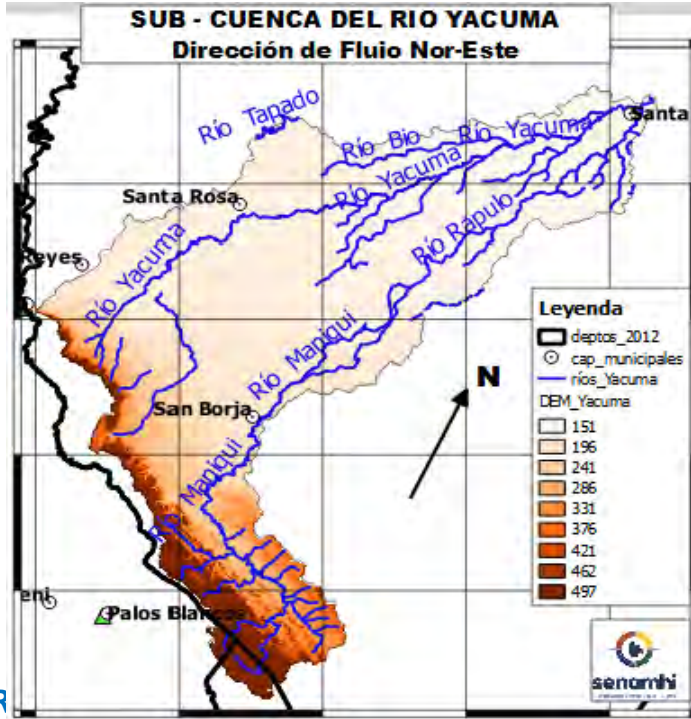 SUB - CUENCA DEL RIO YACUMA
Dirección de Fluio Nor-Este
Río Tapado
Río Bio
Río Yacuma
Santa
Río Yacuma
Santa Rosa
Río Rapulo
Reyes
Río Yacuma
Río Maniqui
San Borja
Río Maniqui
N
Leyenda
deptos_2012
cap_municipales
ríos_Yacuma
DEM_Yacuma
151
196
241
286
331
376
421
462
497
eni
Palos Blancos
senamhi
R